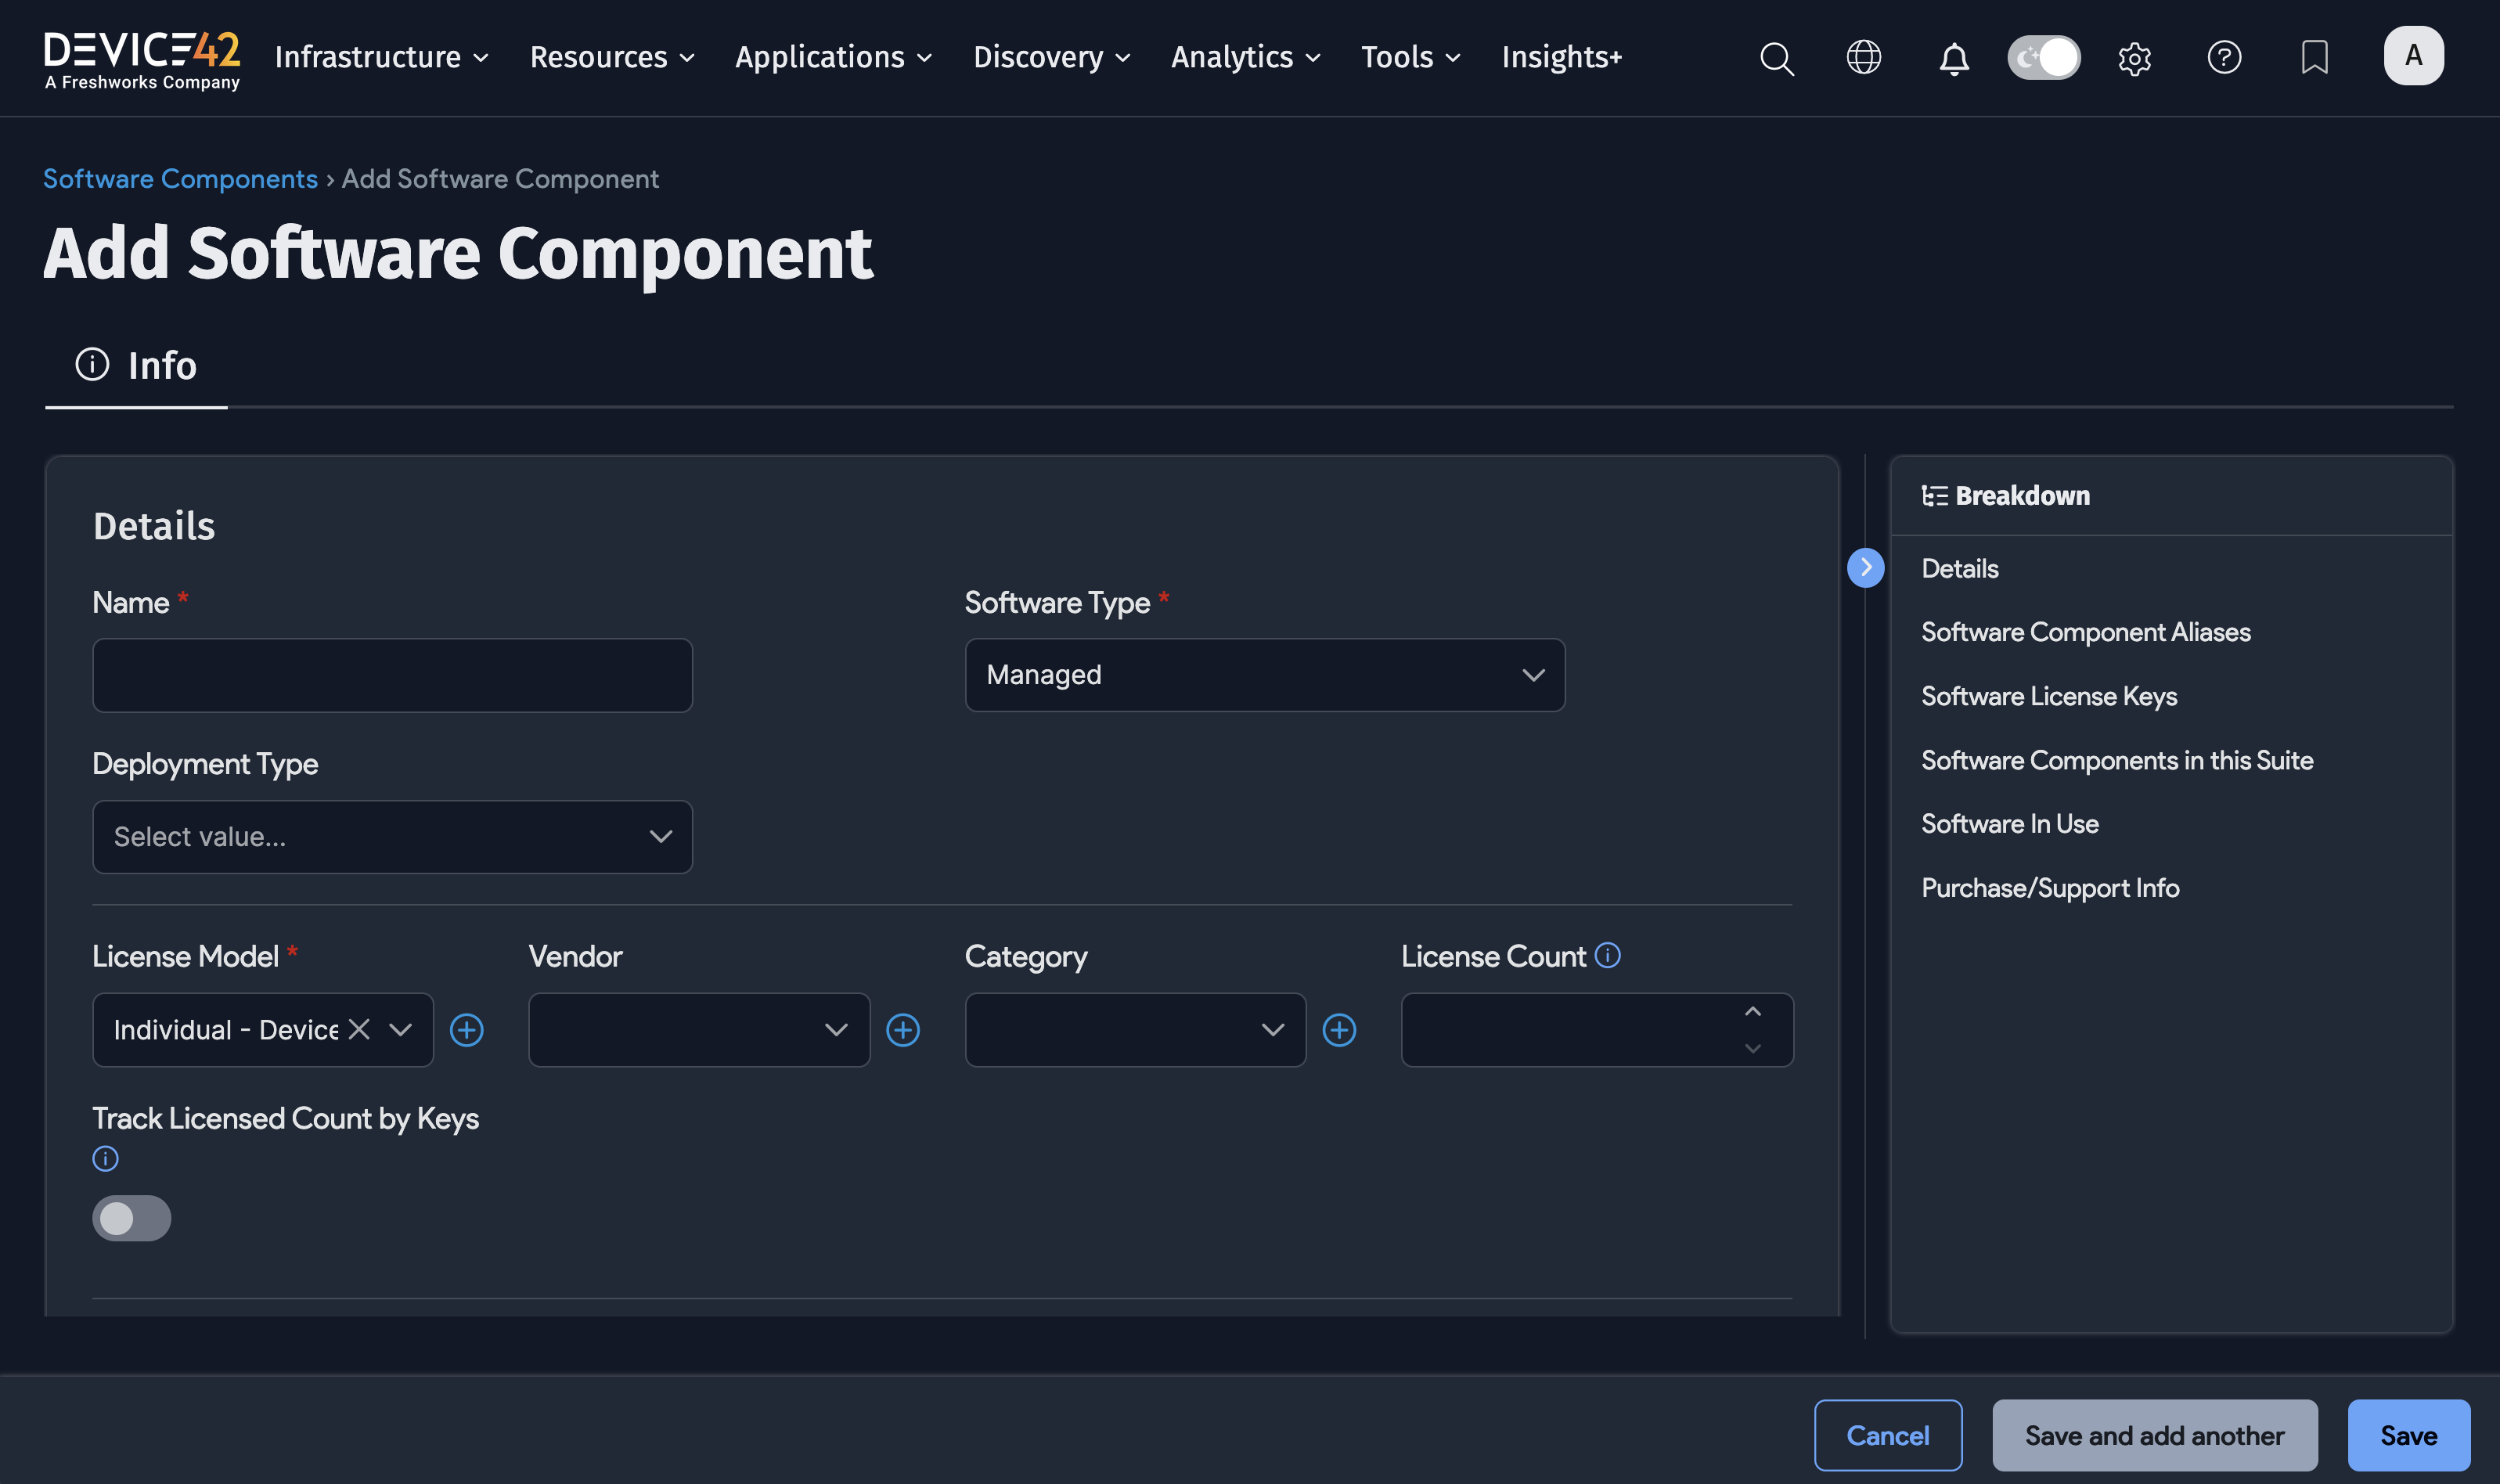 DEVICE42
A Freshworks Company
Infrastructure
Resources
Applications
Discovery
Analytics
Tools
Insights+
A
Software Components › Add Software Component
Add Software Component
Info
Details
Name *
Software Type *
Managed
Deployment Type
Select value...
License Model *
Vendor
Category
License Count
Individual - Device
Track Licensed Count by Keys
Breakdown
Details
Software Component Aliases
Software License Keys
Software Components in this Suite
Software In Use
Purchase/Support Info
Cancel
Save and add another
Save